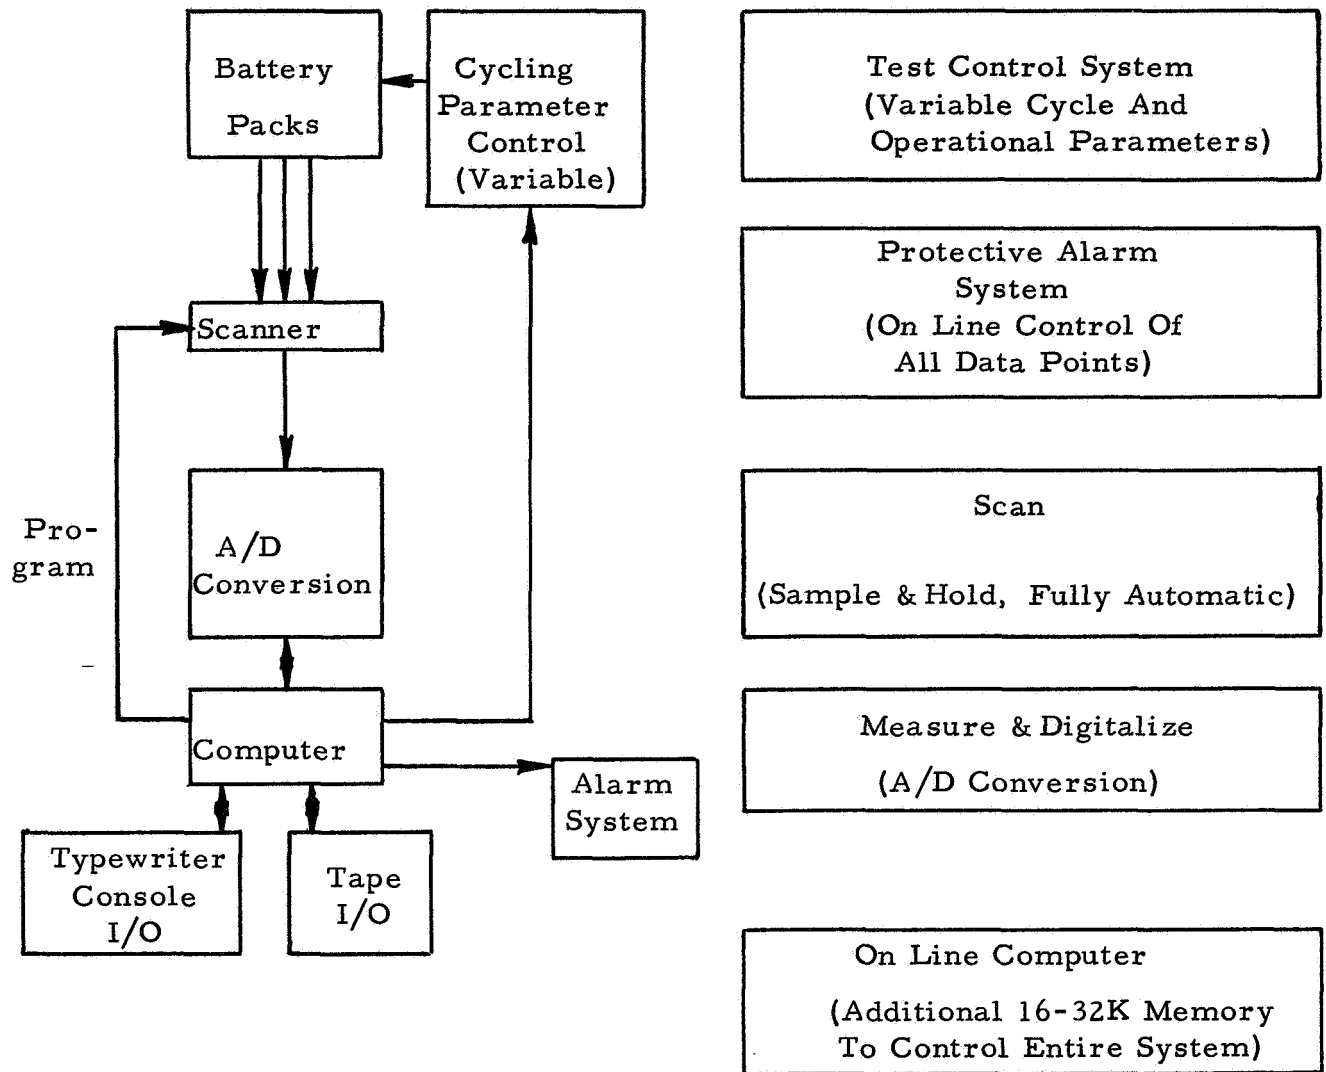 Battery
Packs
Cycling
Parameter
Control
(Variable)
Scanner
Pro-
gram
A/D
Conversion
Computer
Alarm
System
Typewriter
Console
I/O
Tape
I/O
Test Control System
(Variable Cycle And
Operational Parameters)
Protective Alarm
System
(On Line Control Of
All Data Points)
Scan
(Sample & Hold, Fully Automatic)
Measure & Digitalize
(A/D Conversion)
On Line Computer
(Additional 16-32K Memory
To Control Entire System)